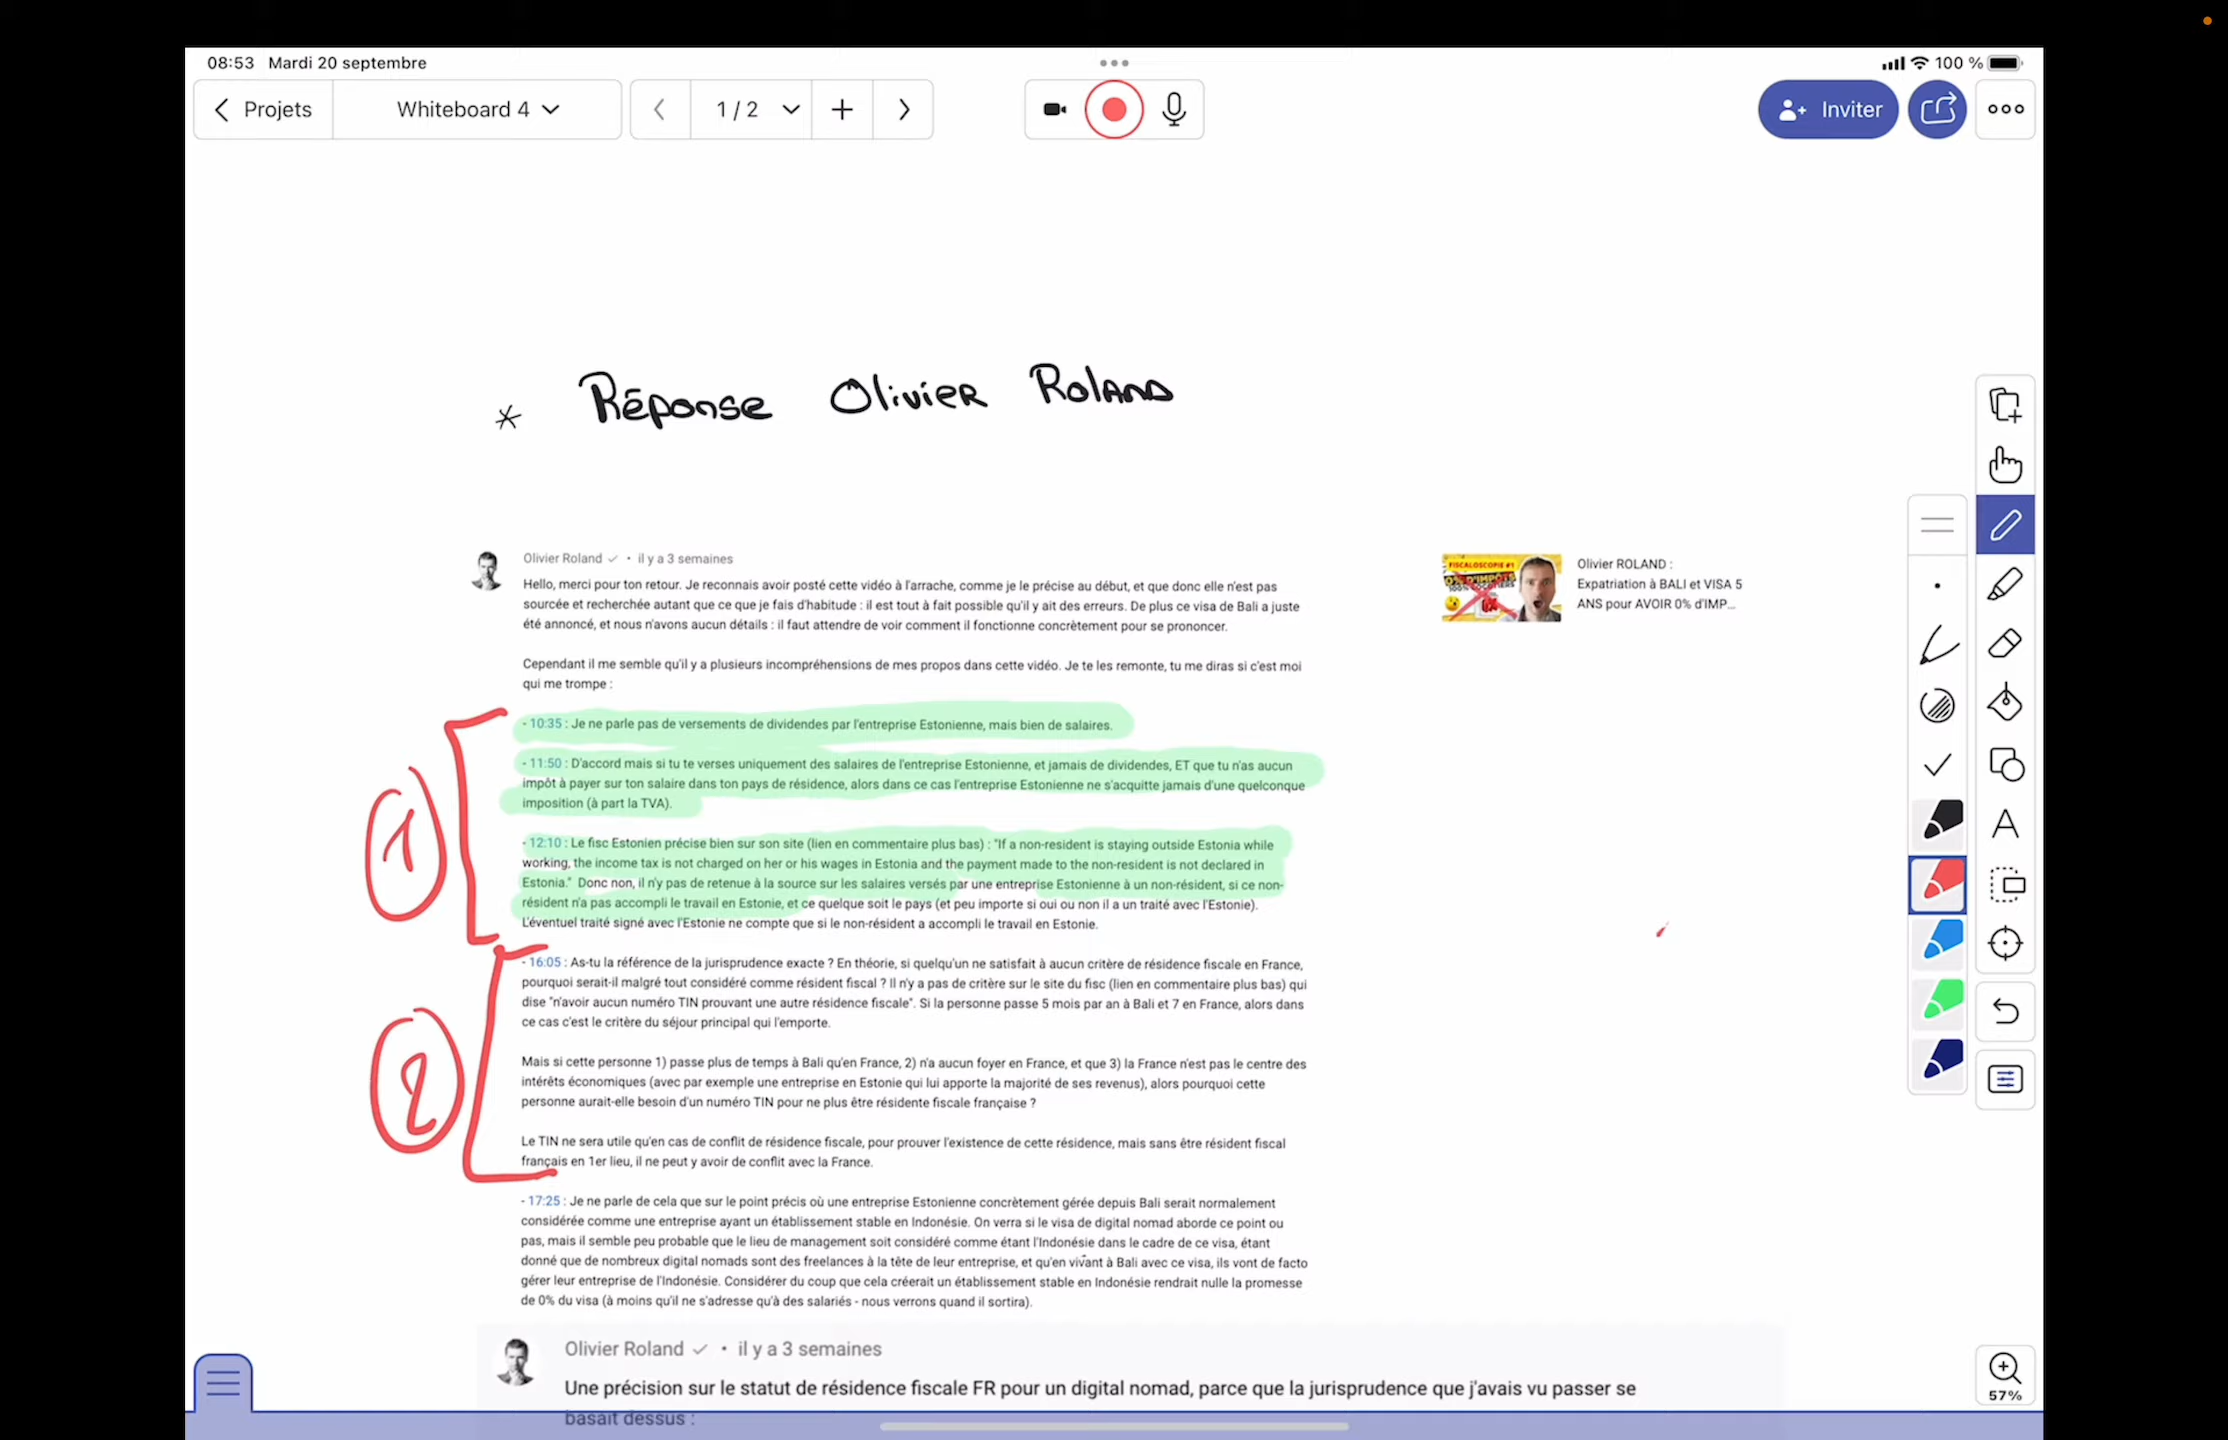 08:53 Mardi 20 septembre
100 %
Projets
Whiteboard 4
1 / 2
Inviter
* Réponse Olivier Roland
Olivier Roland • il y a 3 semaines
Hello, merci pour ton retour. Je reconnais avoir posté cette vidéo à l'arrache, comme je le précise au début, et que donc elle n'est pas
sourcée et recherchée autant que ce que je fais d'habitude : il est tout à fait possible qu'il y ait des erreurs. De plus ce visa de Bali a juste
été annoncé, et nous n'avons aucun détails : il faut attendre de voir comment il fonctionne concrètement pour se prononcer.
Cependant il me semble qu'il y a plusieurs incompréhensions de mes propos dans cette vidéo. Je te les remonte, tu me diras si c'est moi
qui me trompe :
- 10:35 : Je ne parle pas de versements de dividendes par l'entreprise Estonienne, mais bien de salaires.
- 11:50 : D'accord mais si tu te verses uniquement des salaires de l'entreprise Estonienne, et jamais de dividendes, ET que tu n'as aucun
impôt à payer sur ton salaire dans ton pays de résidence, alors dans ce cas l'entreprise Estonienne ne s'acquitte jamais d'une quelconque
imposition (à part la TVA).
- 12:10 : Le fisc Estonien précise bien sur son site (lien en commentaire plus bas) : "If a non-resident is staying outside Estonia while
working, the income tax is not charged on her or his wages in Estonia and the payment made to the non-resident is not declared in
Estonia." Donc non, il n'y pas de retenue à la source sur les salaires versés par une entreprise Estonienne à un non-résident, si ce non-
résident n'a pas accompli le travail en Estonie, et ce quelque soit le pays (et peu importe si oui ou non il a un traité avec l'Estonie).
L'éventuel traité signé avec l'Estonie ne compte que si le non-résident a accompli le travail en Estonie.
1
- 16:05 : As-tu la référence de la jurisprudence exacte ? En théorie, si quelqu'un ne satisfait à aucun critère de résidence fiscale en France,
pourquoi serait-il malgré tout considéré comme résident fiscal ? Il n'y a pas de critère sur le site du fisc (lien en commentaire plus bas) qui
dise "n'avoir aucun numéro TIN prouvant une autre résidence fiscale". Si la personne passe 5 mois par an à Bali et 7 en France, alors dans
ce cas c'est le critère du séjour principal qui l'emporte.
Mais si cette personne 1) passe plus de temps à Bali qu'en France, 2) n'a aucun foyer en France, et que 3) la France n'est pas le centre des
intérêts économiques (avec par exemple une entreprise en Estonie qui lui apporte la majorité de ses revenus), alors pourquoi cette
personne aurait-elle besoin d'un numéro TIN pour ne plus être résidente fiscale française ?
Le TIN ne sera utile qu'en cas de conflit de résidence fiscale, pour prouver l'existence de cette résidence, mais sans être résident fiscal
français en 1er lieu, il ne peut y avoir de conflit avec la France.
2
- 17:25 : Je ne parle de cela que sur le point précis où une entreprise Estonienne concrètement gérée depuis Bali serait normalement
considérée comme une entreprise ayant un établissement stable en Indonésie. On verra si le visa de digital nomad aborde ce point ou
pas, mais il semble peu probable que le lieu de management soit considéré comme étant l'Indonésie dans le cadre de ce visa, étant
donné que de nombreux digital nomads sont des freelances à la tête de leur entreprise, et qu'en vivant à Bali avec ce visa, ils vont de facto
gérer leur entreprise de l'Indonésie. Considérer du coup que cela créerait un établissement stable en Indonésie rendrait nulle la promesse
de 0% du visa (à moins qu'il ne s'adresse qu'à des salariés - nous verrons quand il sortira).
FISCALOSCOPIE #1
Olivier ROLAND :
Expatriation à BALI et VISA 5
ANS pour AVOIR 0% d'IMP...
A
Olivier Roland • il y a 3 semaines
Une précision sur le statut de résidence fiscale FR pour un digital nomad, parce que la jurisprudence que j'avais vu passer se
basait dessus :
57%